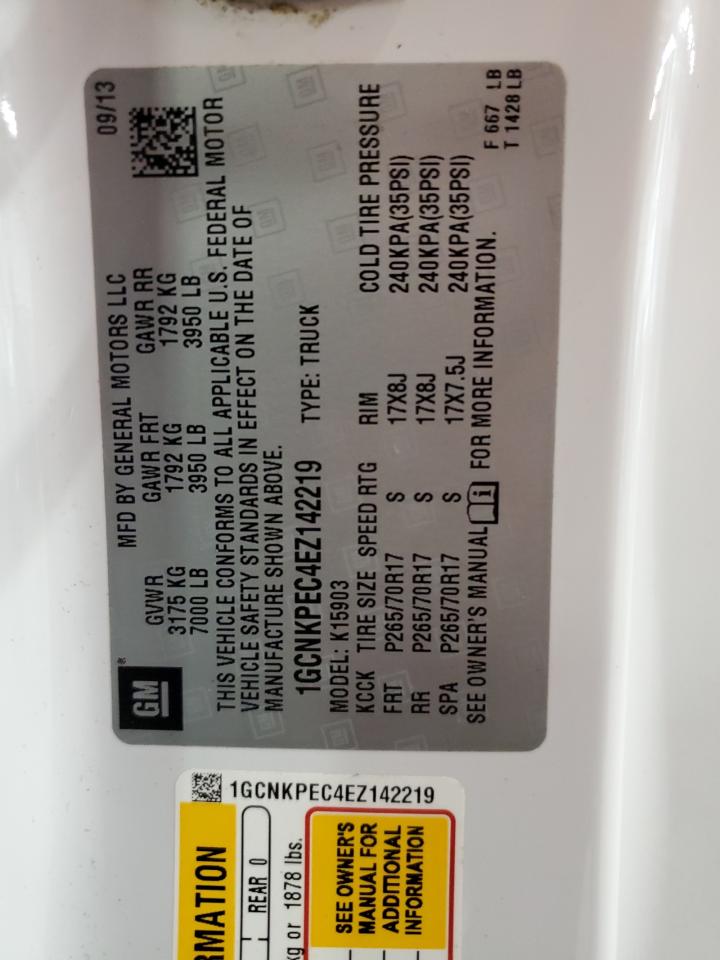 GM®
MFD BY GENERAL MOTORS LLC 09/13
GVWR GAWR FRT GAWR RR
3175 KG 1792 KG 1792 KG
7000 LB 3950 LB 3950 LB
THIS VEHICLE CONFORMS TO ALL APPLICABLE U.S. FEDERAL MOTOR
VEHICLE SAFETY STANDARDS IN EFFECT ON THE DATE OF
MANUFACTURE SHOWN ABOVE.
1GCNKPEC4EZ142219 TYPE: TRUCK
MODEL: K15903
KCCK TIRE SIZE SPEED RTG RIM COLD TIRE PRESSURE
FRT P265/70R17 S 17X8J 240KPA(35PSI)
RR P265/70R17 S 17X8J 240KPA(35PSI)
SPA P265/70R17 S 17X7.5J 240KPA(35PSI)
SEE OWNER'S MANUAL i FOR MORE INFORMATION.
F 667 LB
T 1428 LB
1GCNKPEC4EZ142219
RMATION
REAR 0
kg or 1878 lbs.
SEE OWNER'S
MANUAL FOR
ADDITIONAL
INFORMATION